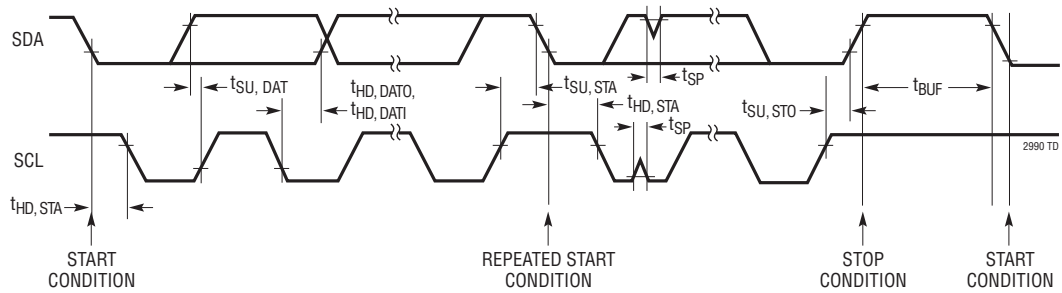 SDA
tSU, DAT
tHD, DATO,
tHD, DATI
tSU, STA
tHD, STA
tSP
tSP
tSU, STO
tBUF
SCL
2990 TD
tHD, STA
START
CONDITION
REPEATED START
CONDITION
STOP
CONDITION
START
CONDITION